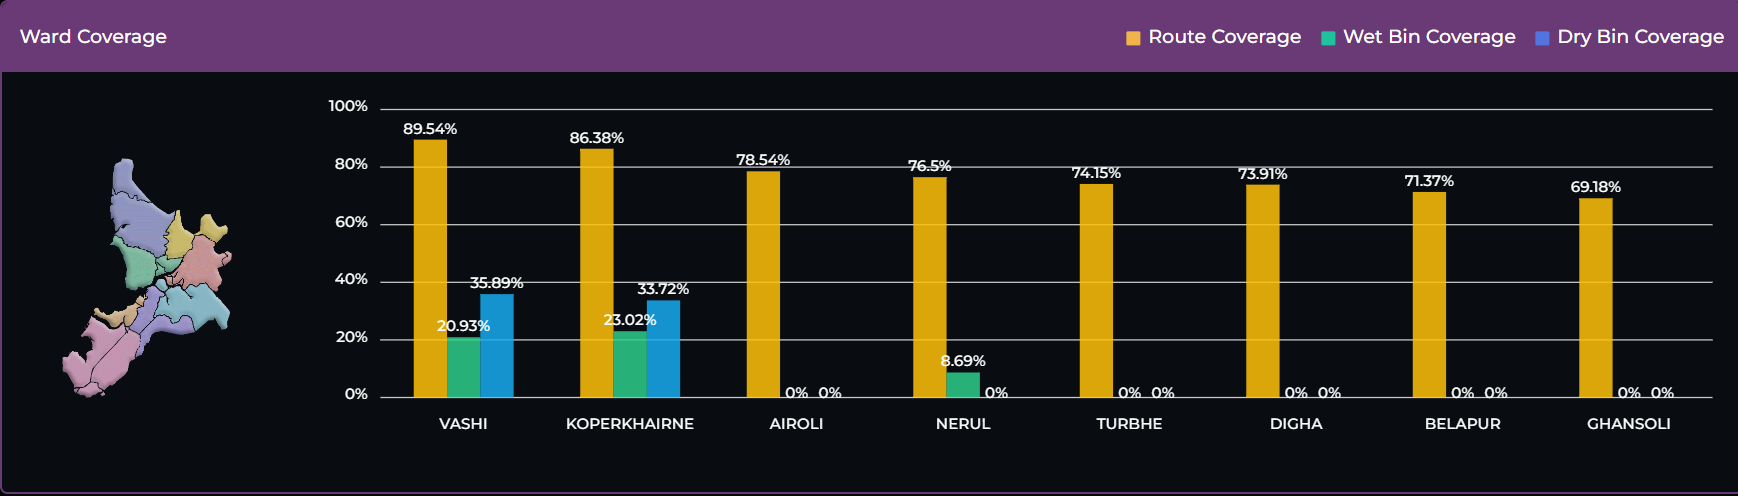 Ward Coverage
Route Coverage Wet Bin Coverage Dry Bin Coverage
100%
80%
60%
40%
20%
0%
89.54% 20.93% 35.89%
86.38% 23.02% 33.72%
78.54% 0% 0%
76.5% 8.69% 0%
74.15% 0% 0%
73.91% 0% 0%
71.37% 0% 0%
69.18% 0% 0%
VASHI KOPERKHAIRNE AIROLI NERUL TURBHE DIGHA BELAPUR GHANSOLI